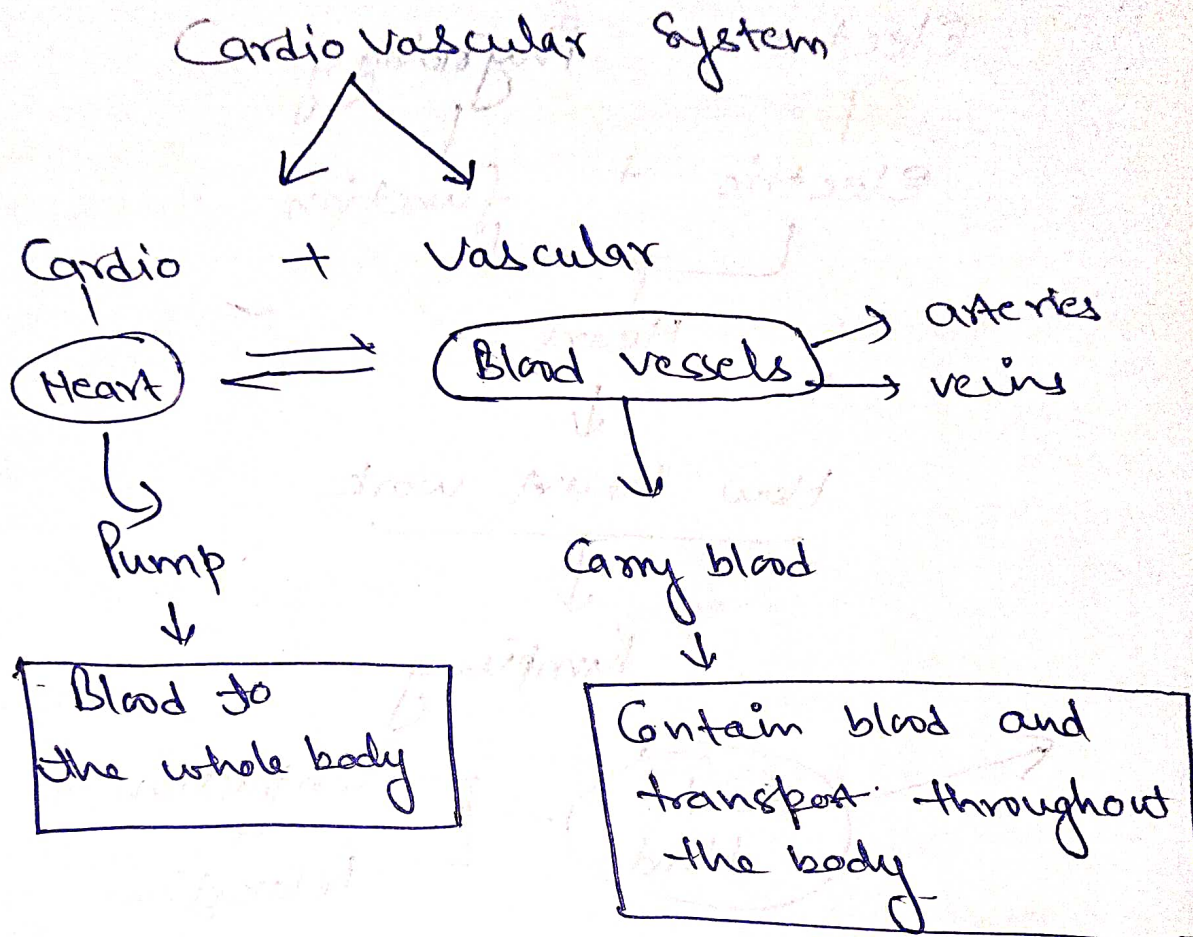 Cardio Vascular System
Cardio + Vascular
Heart
Blood vessels
arteries
veins
Pump
Carry blood
Blood to
the whole body
Contain blood and
transport throughout
the body